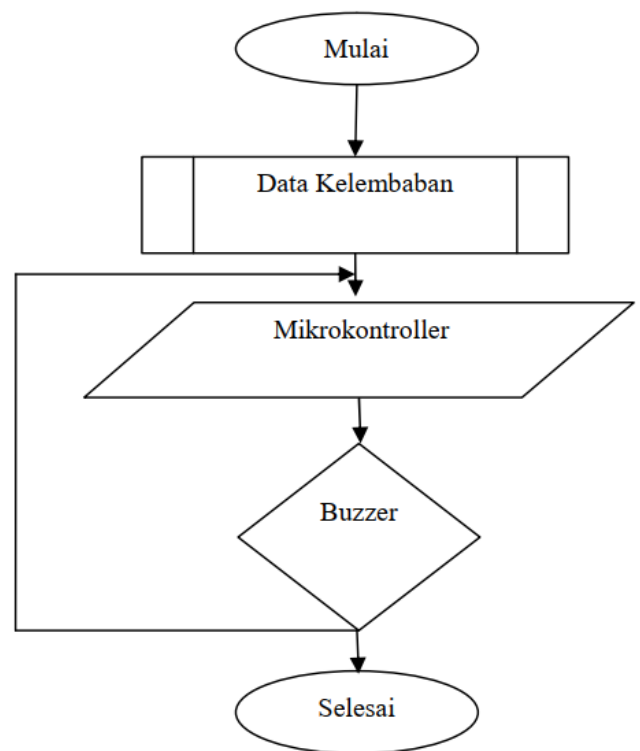 Mulai
Data Kelembaban
Mikrokontroller
Buzzer
Selesai